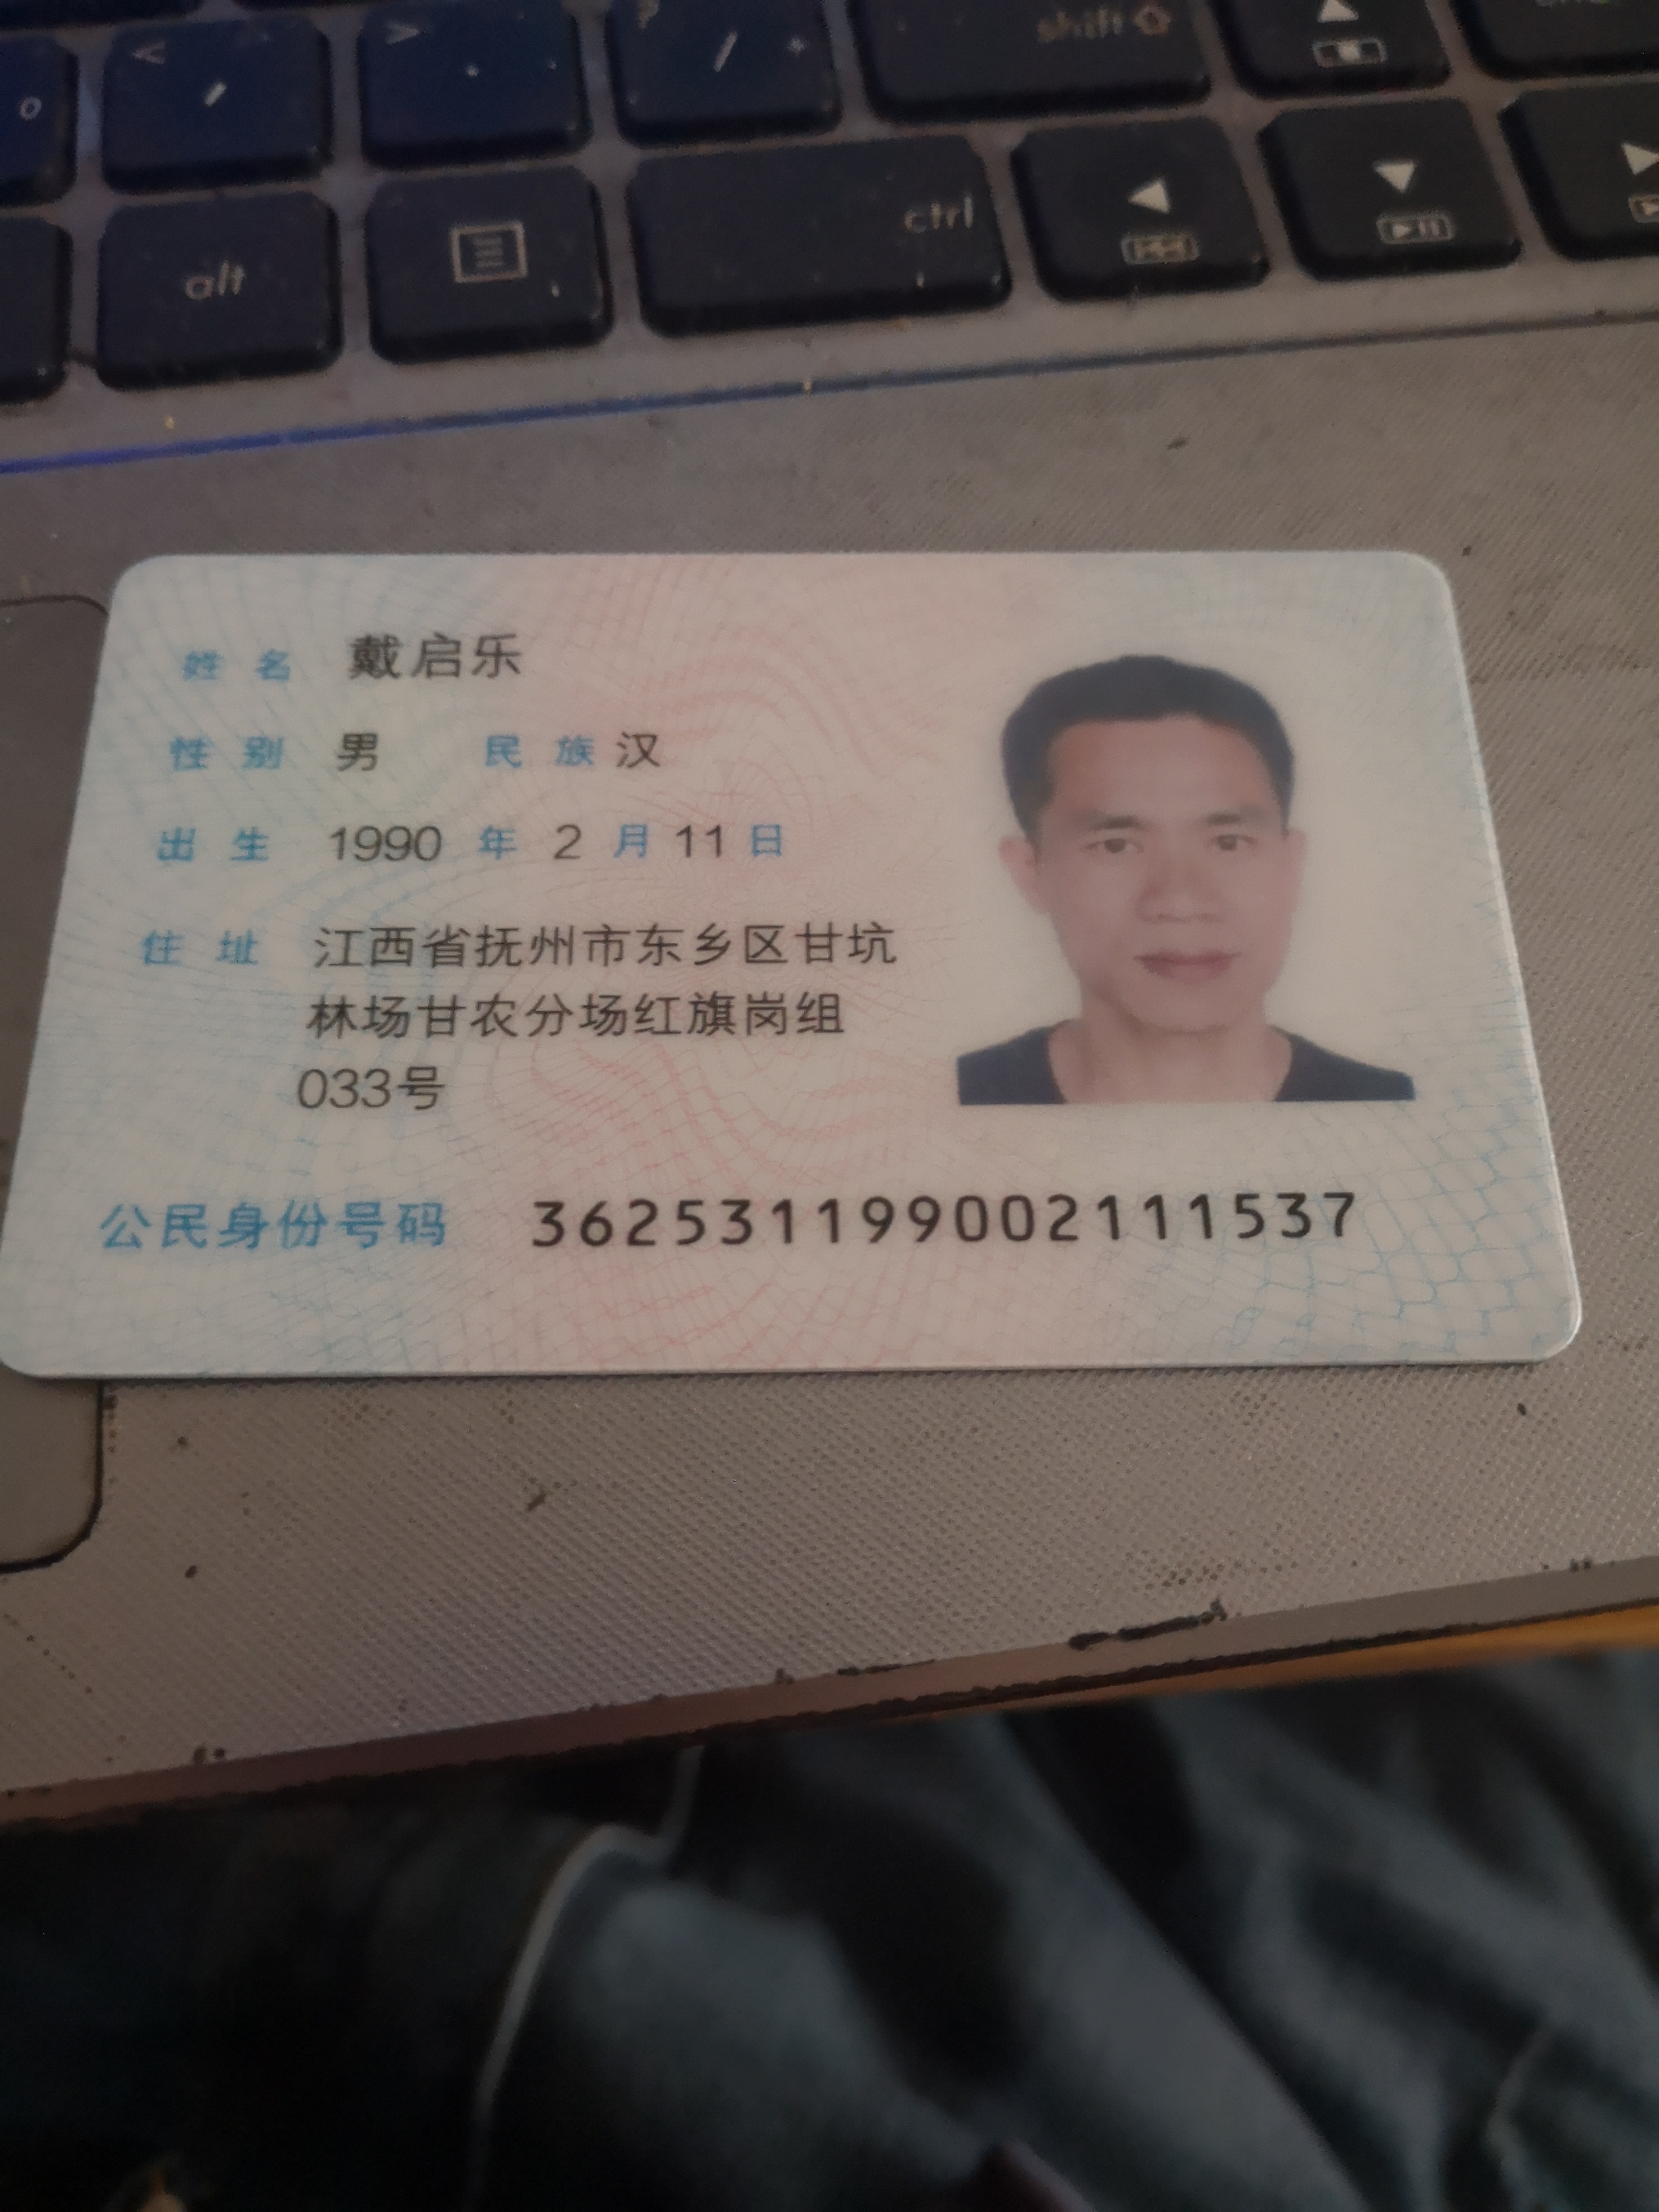 shift
alt
ctrl
姓名 戴启乐
性别 男 民族 汉
出生 1990 年 2 月 11 日
住址 江西省抚州市东乡区甘坑
林场甘农分场红旗岗组
033号
公民身份号码 362531199002111537